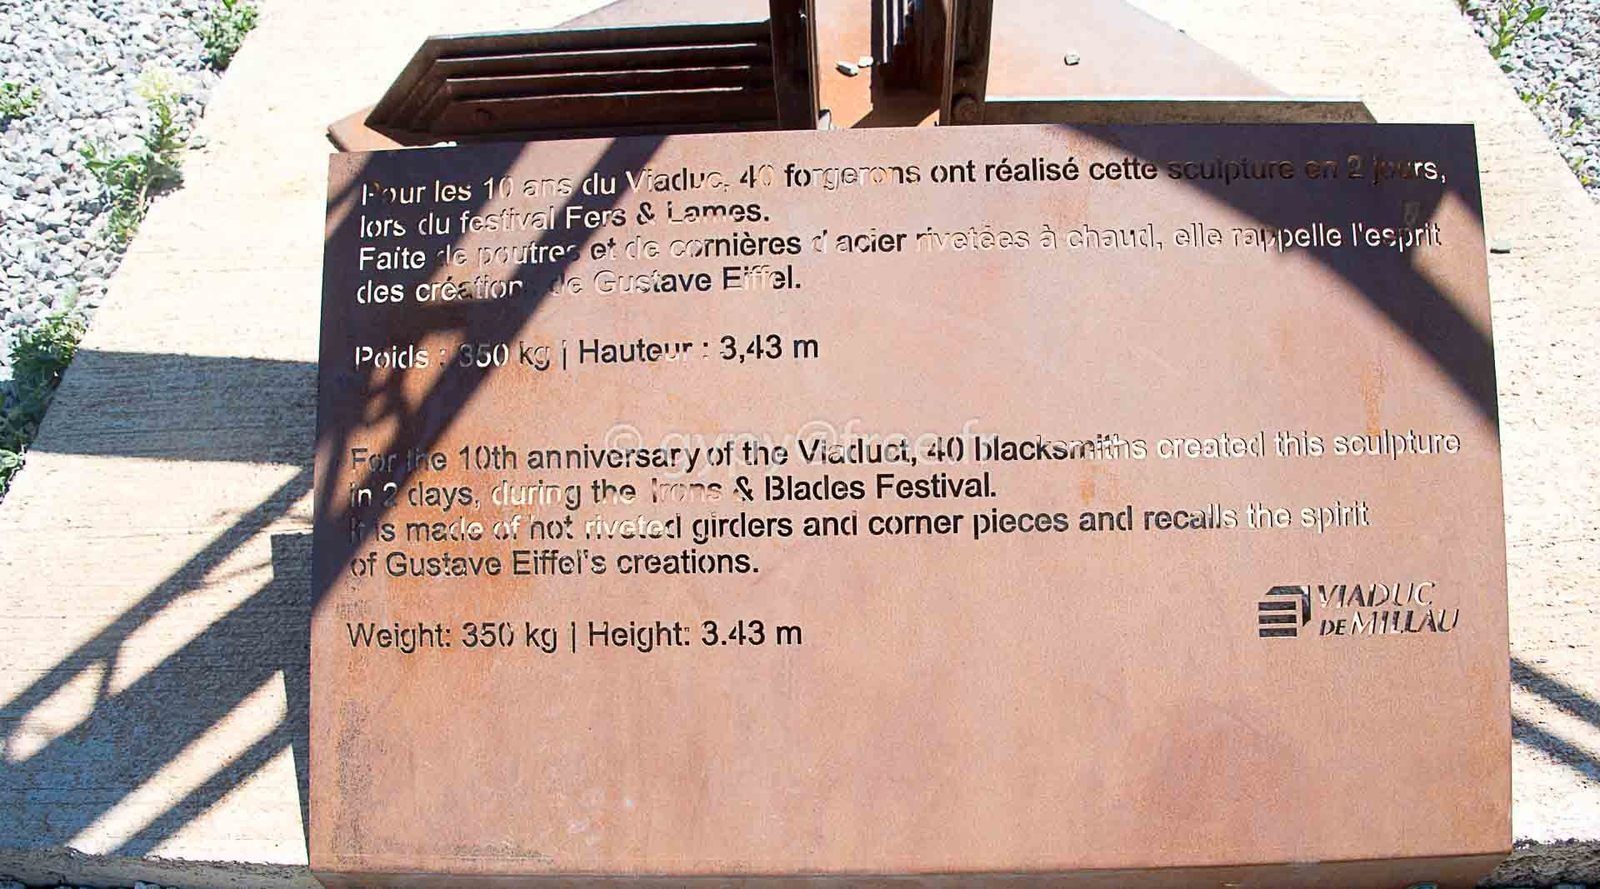 Pour les 10 ans du Viaduc, 40 forgerons ont réalisé cette sculpture en 2 jours,
lors du festival Fers & Lames.
Faite de poutres et de cornières d'acier rivetées à chaud, elle rappelle l'esprit
des créations de Gustave Eiffel.
Poids : 350 kg | Hauteur : 3,43 m
© gyey@free.fr
For the 10th anniversary of the Viaduct, 40 blacksmiths created this sculpture
in 2 days, during the Irons & Blades Festival.
It is made of hot riveted girders and corner pieces and recalls the spirit
of Gustave Eiffel's creations.
Weight: 350 kg | Height: 3.43 m
VIADUC
DE MILLAU